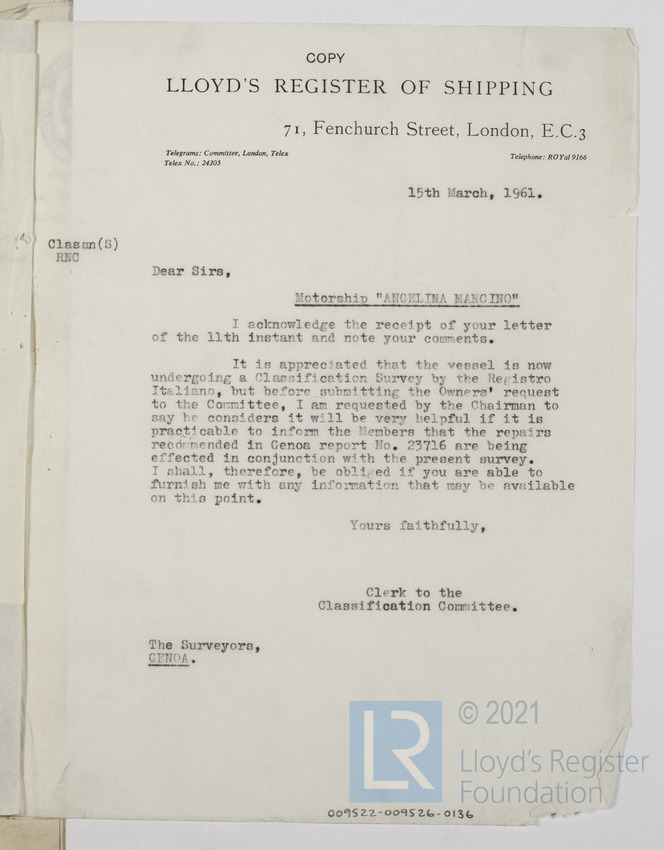 COPY
LLOYD'S REGISTER OF SHIPPING
71, Fenchurch Street, London, E.C.3
Telegrams: Committee, London, Telex
Telex No.: 24305
Telephone: ROYal 9166
15th March, 1961.
Clasan(S)
RNC
Dear Sirs,
Motorship "ANGELINA MANCINO"
I acknowledge the receipt of your letter
of the 11th instant and note your comments.
It is appreciated that the vessel is now
undergoing a Classification Survey by the Registro
Italiano, but before submitting the Owners' request
to the Committee, I am requested by the Chairman to
say he considers it will be very helpful if it is
practicable to inform the Members that the repairs
recommended in Genoa report No. 23716 are being
effected in conjunction with the present survey.
I shall, therefore, be obliged if you are able to
furnish me with any information that may be available
on this point.
Yours faithfully,
Clerk to the
Classification Committee.
The Surveyors,
GENOA.
LR © 2021
Lloyd's Register
Foundation
009522-009526-0136